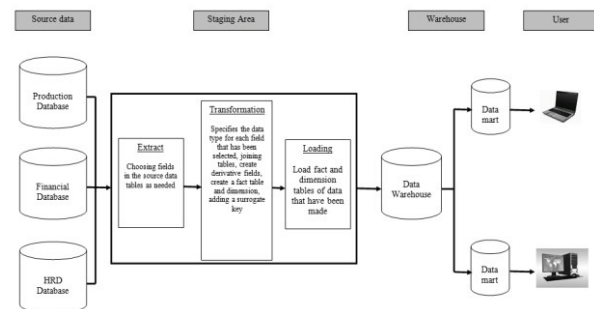 Source data
Staging Area
Warehouse
User
Production
Database
Financial
Database
HRD
Database
Extract
Choosing fields
in the source data
tables as needed
Transformation
Specifies the data
type for each field
that has been
selected, joining
tables, create
derivative fields,
create a fact table
and dimension,
adding a surrogate
key
Loading
Load fact and
dimension
tables of data
that have been
made
Data
Warehouse
Data
mart
Data
mart